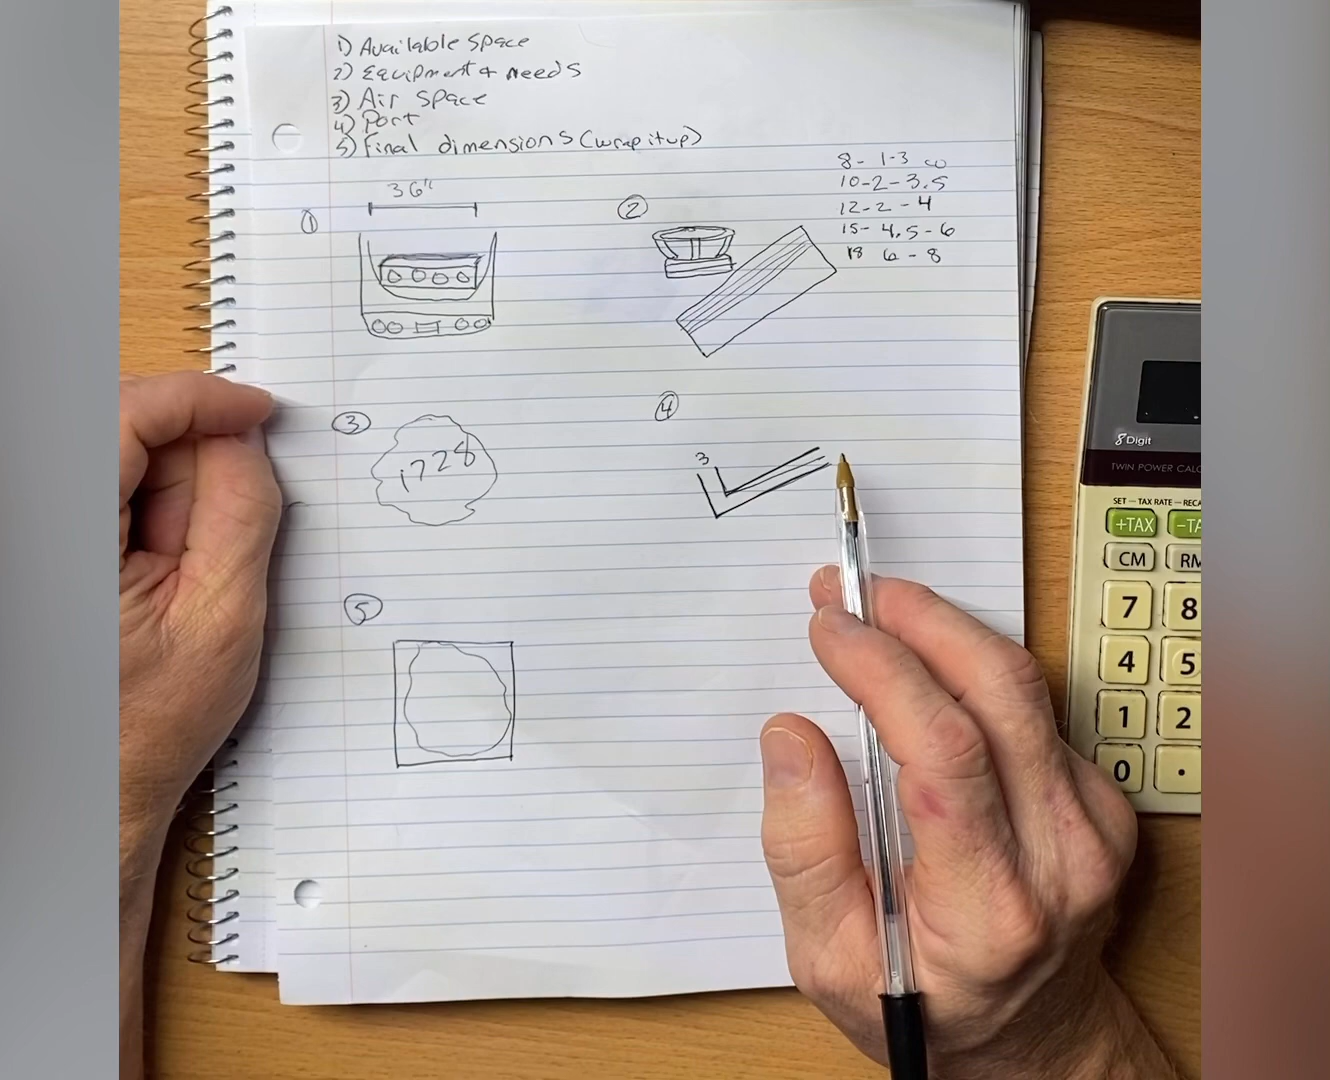 1) Available Space
2) Equipment + needs
3) Air Space
4) Port
5) Final dimensions (wrap it up)
8 - 1-3
10-2-3.5
12-2-4
15- 4.5-6
18 6-8
36"
①
②
③
1728
④
3
⑤
8 Digit
TWIN POWER CALC
SET — TAX RATE — RECA
+TAX -TA
CM RM
7 8
4 5
1 2
0 .